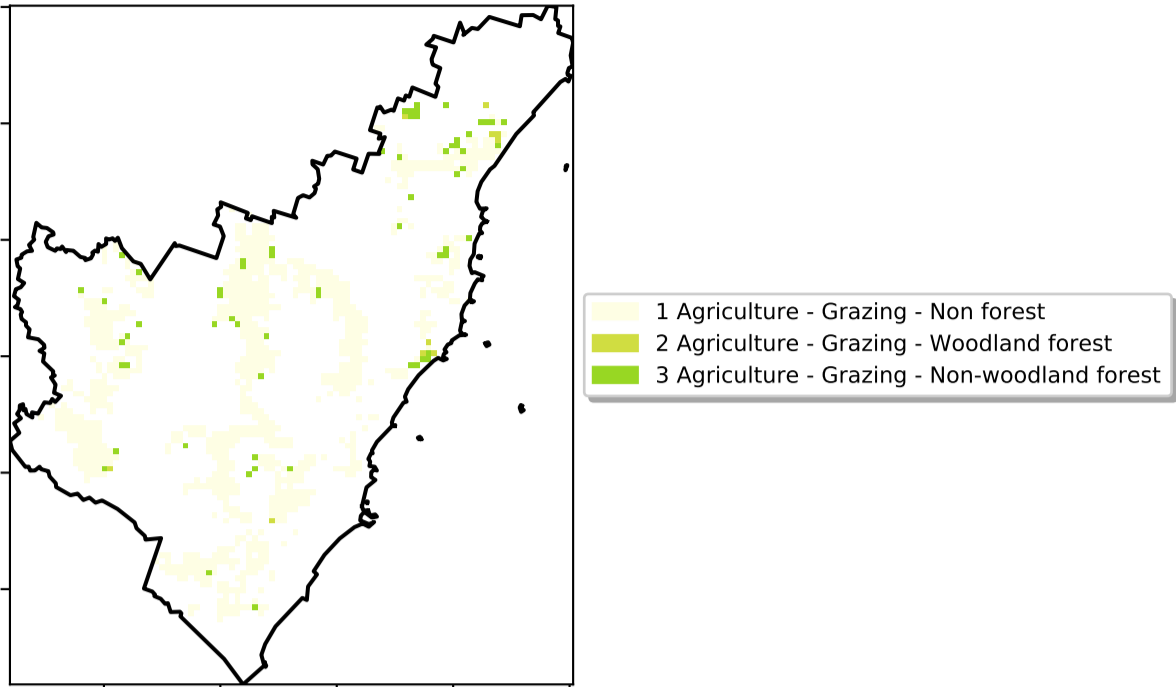 1 Agriculture - Grazing - Non forest
2 Agriculture - Grazing - Woodland forest
3 Agriculture - Grazing - Non-woodland forest